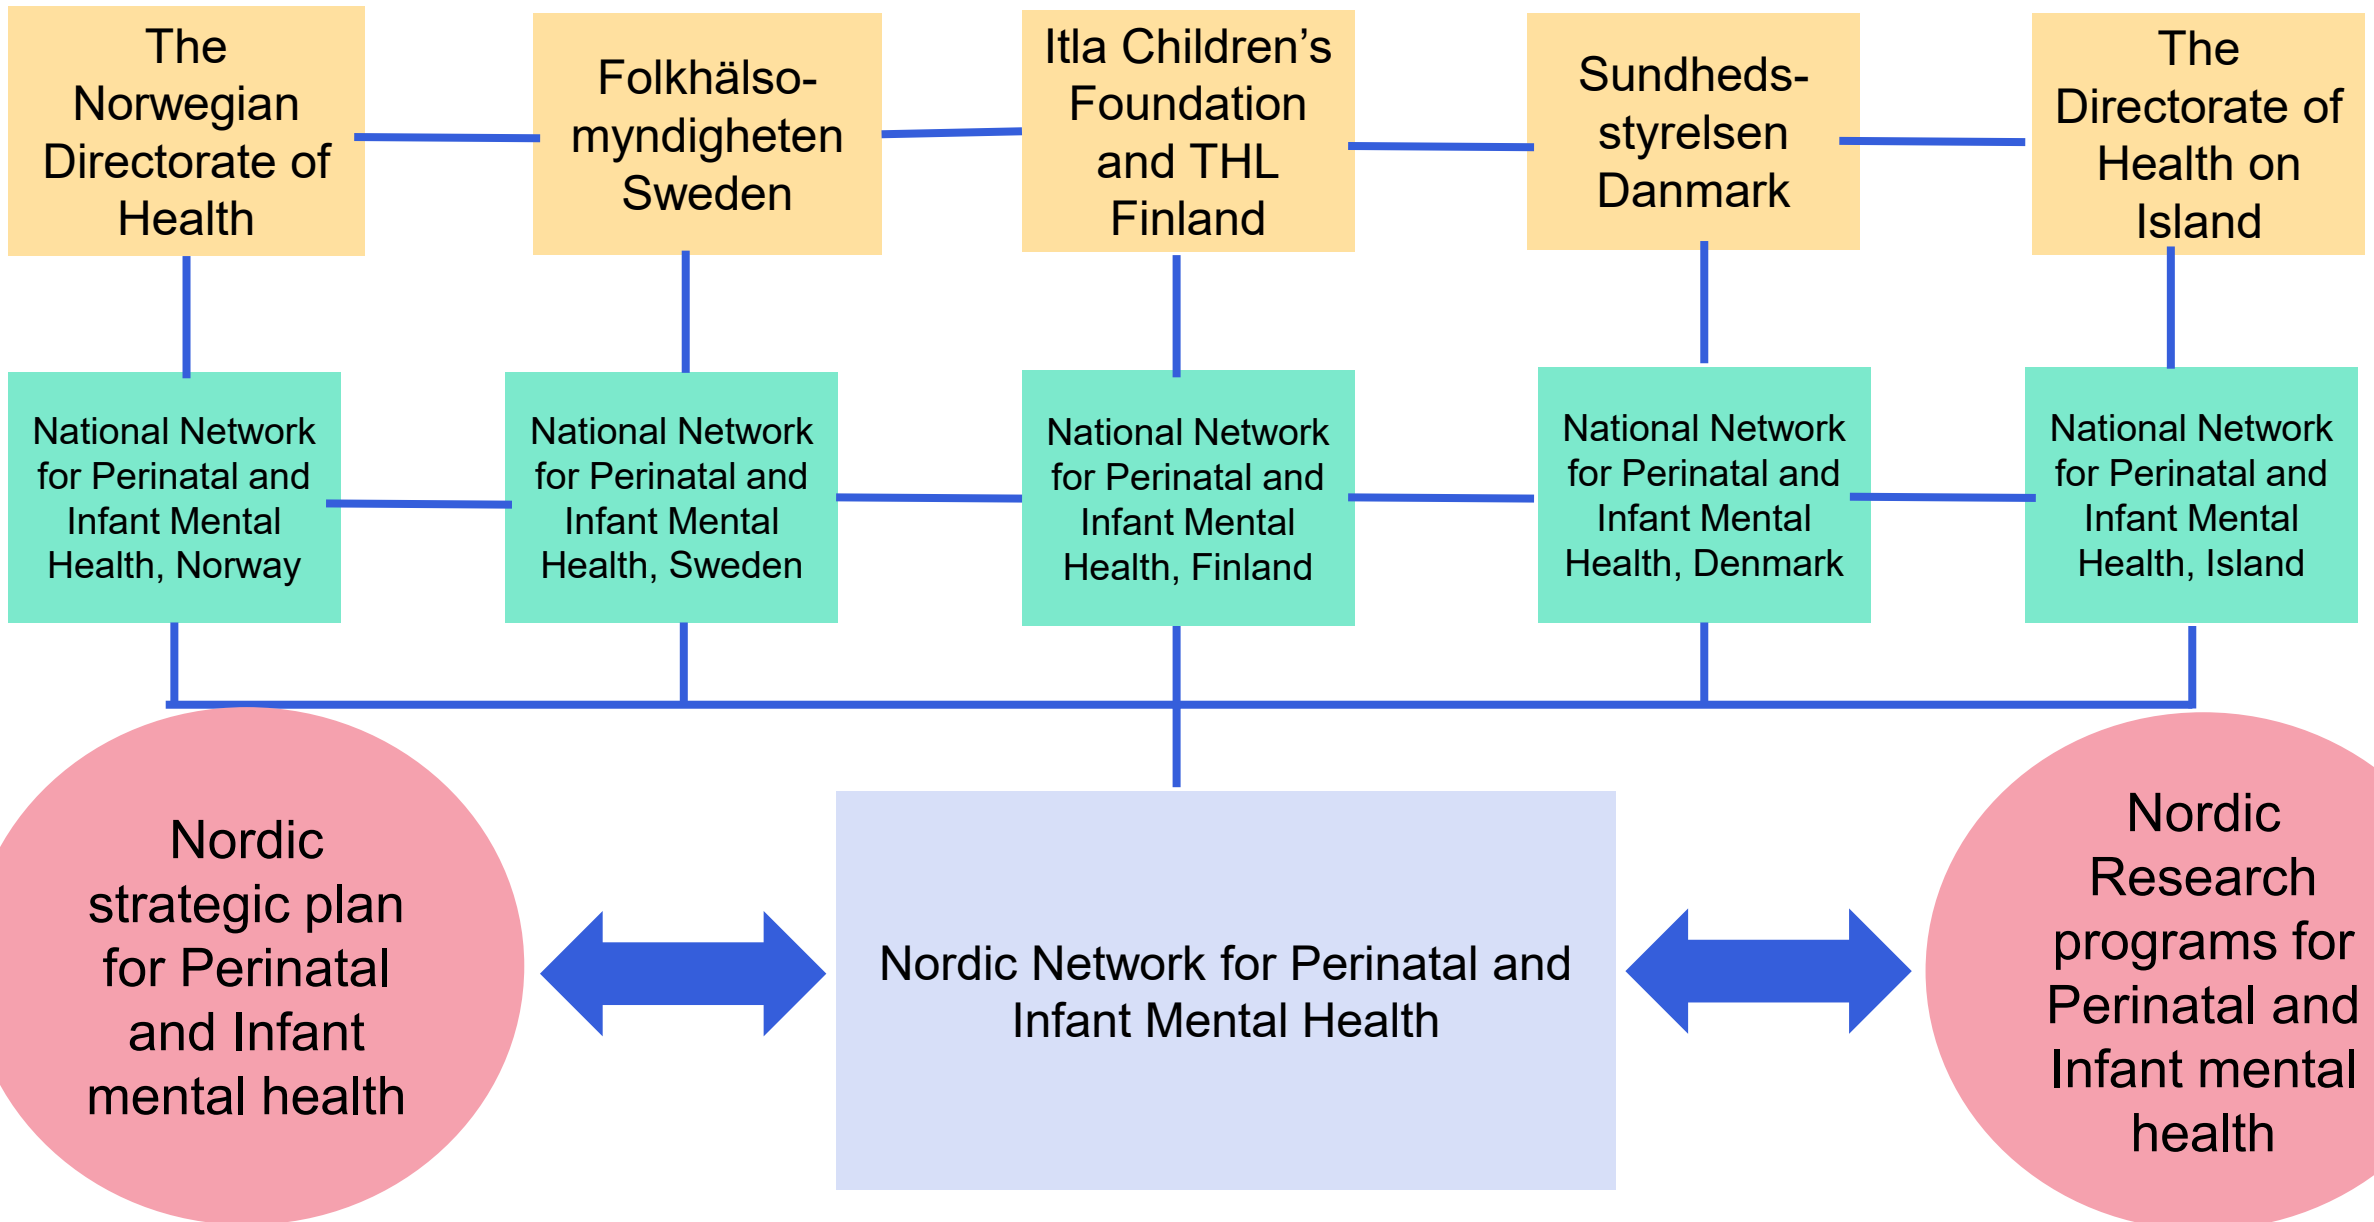 The
Norwegian
Directorate of
Health
Folkhälso-
myndigheten
Sweden
Itla Children’s
Foundation
and THL
Finland
Sundheds-
styrelsen
Danmark
The
Directorate of
Health on
Island
National Network
for Perinatal and
Infant Mental
Health, Norway
National Network
for Perinatal and
Infant Mental
Health, Sweden
National Network
for Perinatal and
Infant Mental
Health, Finland
National Network
for Perinatal and
Infant Mental
Health, Denmark
National Network
for Perinatal and
Infant Mental
Health, Island
Nordic
strategic plan
for Perinatal
and Infant
mental health
Nordic Network for Perinatal and
Infant Mental Health
Nordic
Research
programs for
Perinatal and
Infant mental
health